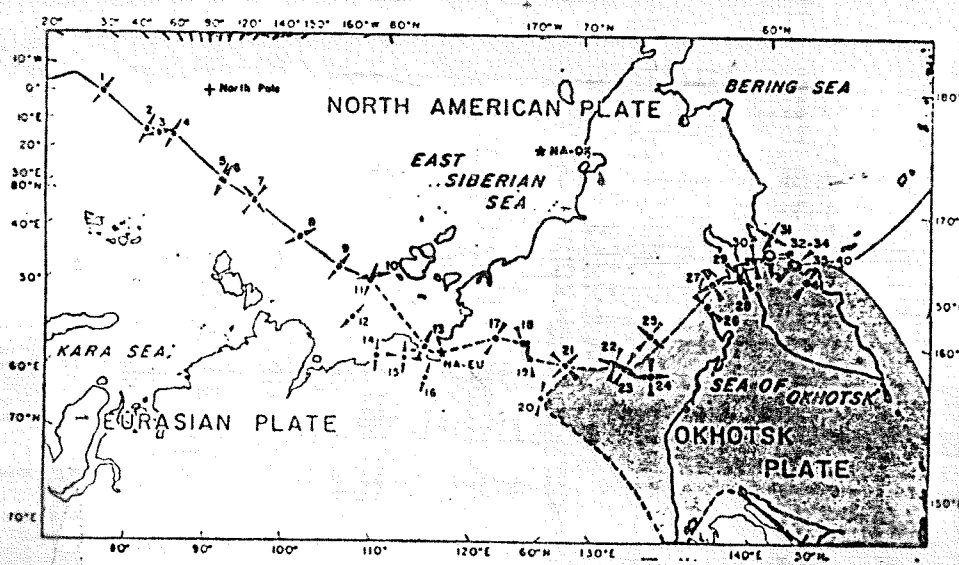 20° 30° 40° 60° 90° 120° 140° 150° 160°W 80°N 170°W 70°N 60°N
10°W
0°
10°E
20°
30°E
80°N
40°E
50°
60°E
70°N
70°E
180°
170°E
160°E
150°E
80° 90° 100° 110° 120°E 60°N 130°E 140°E 50°N
+ North Pole
NORTH AMERICAN PLATE
BERING SEA
EAST
SIBERIAN
SEA
★ NA-OK
KARA SEA
★ NA-EU
EURASIAN PLATE
SEA OF
OKHOTSK
OKHOTSK
PLATE
1
2
3
4
5
6
7
8
9
10
11
12
13
14
15
16
17
18
19
20
21
22
23
24
25
26
27
28
29
30
31
32-34
35-40